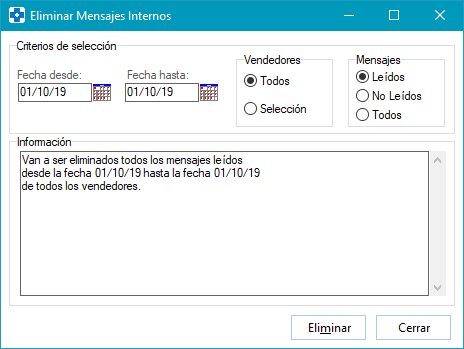 Eliminar Mensajes Internos
Criterios de selección
Fecha desde:
01/10/19
Fecha hasta:
01/10/19
Vendedores
Todos
Selección
Mensajes
Leídos
No Leídos
Todos
Información
Van a ser eliminados todos los mensajes leídos
desde la fecha 01/10/19 hasta la fecha 01/10/19
de todos los vendedores.
Eliminar
Cerrar